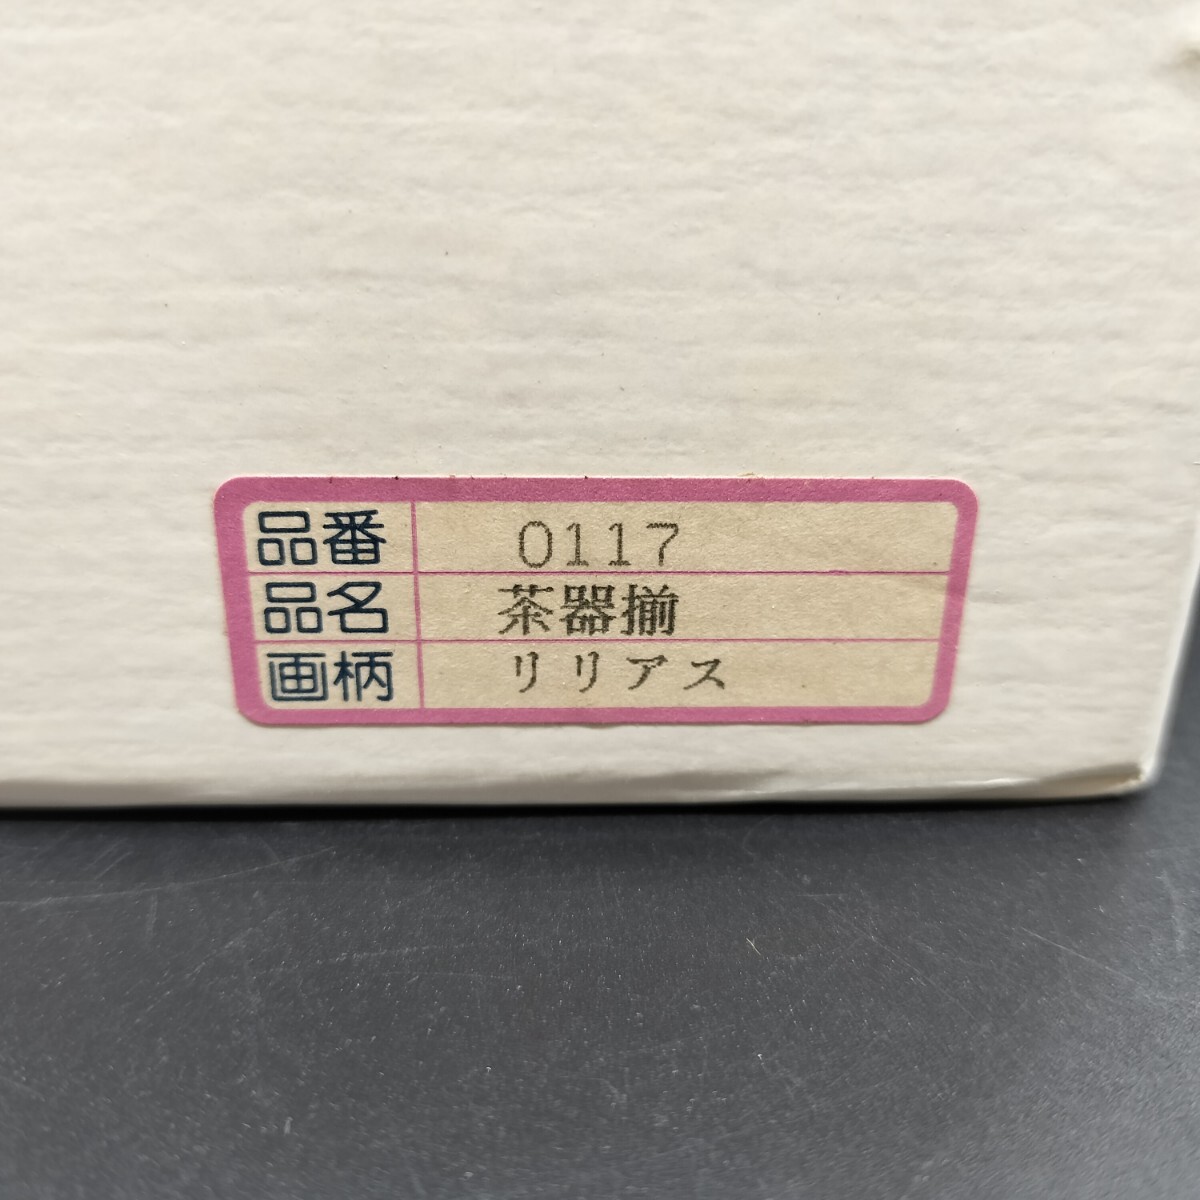 品番 0117
品名 茶器揃
画柄 リリアス